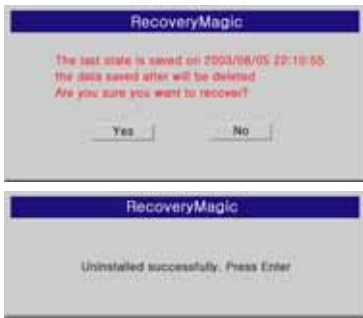 RecoveryMagic
The last state is saved on 2003/08/05 22:10:55
the data saved after will be deleted
Are you sure you want to recover?
Yes No
RecoveryMagic
Uninstalled successfully. Press Enter